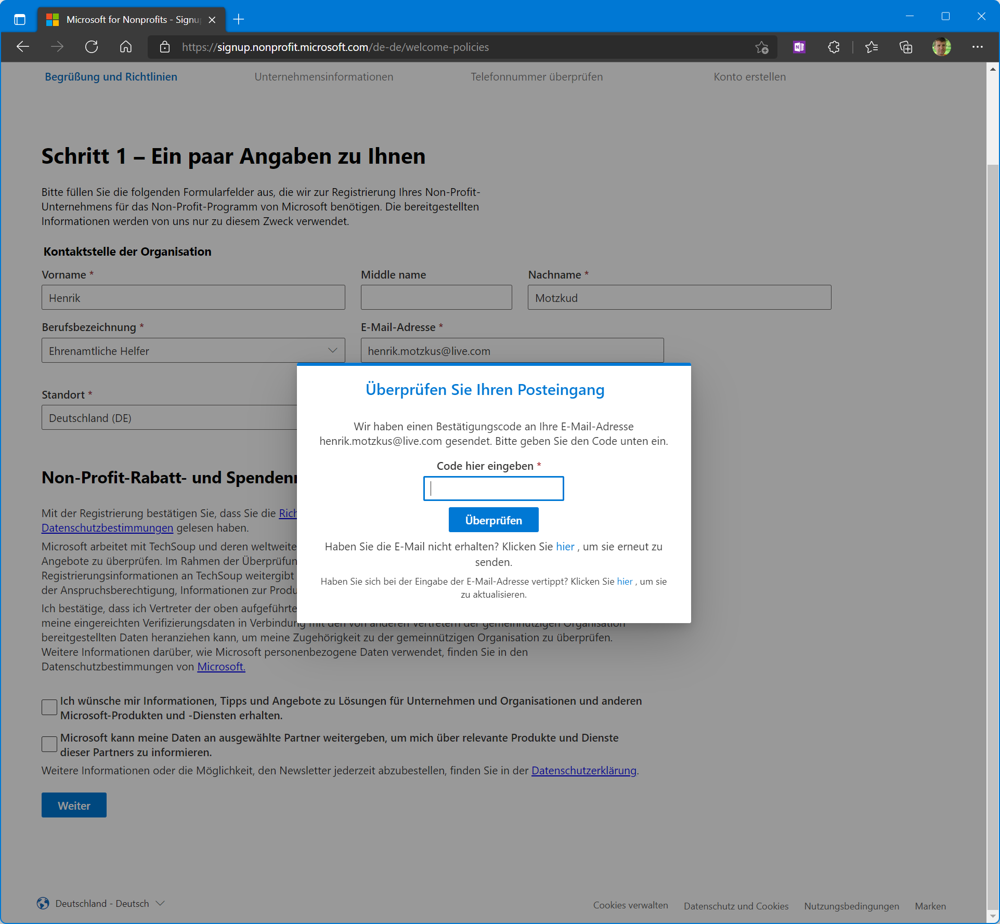 Microsoft for Nonprofits - Signup
https://signup.nonprofit.microsoft.com/de-de/welcome-policies
Begrüßung und Richtlinien
Unternehmensinformationen
Telefonnummer überprüfen
Konto erstellen
Schritt 1 – Ein paar Angaben zu Ihnen
Bitte füllen Sie die folgenden Formularfelder aus, die wir zur Registrierung Ihres Non-Profit-
Unternehmens für das Non-Profit-Programm von Microsoft benötigen. Die bereitgestellten
Informationen werden von uns nur zu diesem Zweck verwendet.
Kontaktstelle der Organisation
Vorname *
Middle name
Nachname *
Henrik
Motzkud
Berufsbezeichnung *
E-Mail-Adresse *
Ehrenamtliche Helfer
henrik.motzkus@live.com
Standort *
Deutschland (DE)
Überprüfen Sie Ihren Posteingang
Wir haben einen Bestätigungscode an Ihre E-Mail-Adresse
henrik.motzkus@live.com gesendet. Bitte geben Sie den Code unten ein.
Code hier eingeben *
Überprüfen
Haben Sie die E-Mail nicht erhalten? Klicken Sie hier , um sie erneut zu
senden.
Haben Sie sich bei der Eingabe der E-Mail-Adresse vertippt? Klicken Sie hier , um sie
zu aktualisieren.
Non-Profit-Rabatt- und Spenden
Mit der Registrierung bestätigen Sie, dass Sie die Rich
Datenschutzbestimmungen gelesen haben.
Microsoft arbeitet mit TechSoup und deren weltweite
Angebote zu überprüfen. Im Rahmen der Überprüfun
Registrierungsinformationen an TechSoup weitergibt
der Anspruchsberechtigung, Informationen zur Produ
Ich bestätige, dass ich Vertreter der oben aufgeführte
meine eingereichten Verifizierungsdaten in Verbindung mit den von anderen Vertretern der gemeinnützigen Organisation
bereitgestellten Daten heranziehen kann, um meine Zugehörigkeit zu der gemeinnützigen Organisation zu überprüfen.
Weitere Informationen darüber, wie Microsoft personenbezogene Daten verwendet, finden Sie in den
Datenschutzbestimmungen von Microsoft.
Ich wünsche mir Informationen, Tipps und Angebote zu Lösungen für Unternehmen und Organisationen und anderen
Microsoft-Produkten und -Diensten erhalten.
Microsoft kann meine Daten an ausgewählte Partner weitergeben, um mich über relevante Produkte und Dienste
dieser Partners zu informieren.
Weitere Informationen oder die Möglichkeit, den Newsletter jederzeit abzubestellen, finden Sie in der Datenschutzerklärung.
Weiter
Deutschland - Deutsch
Cookies verwalten
Datenschutz und Cookies
Nutzungsbedingungen
Marken